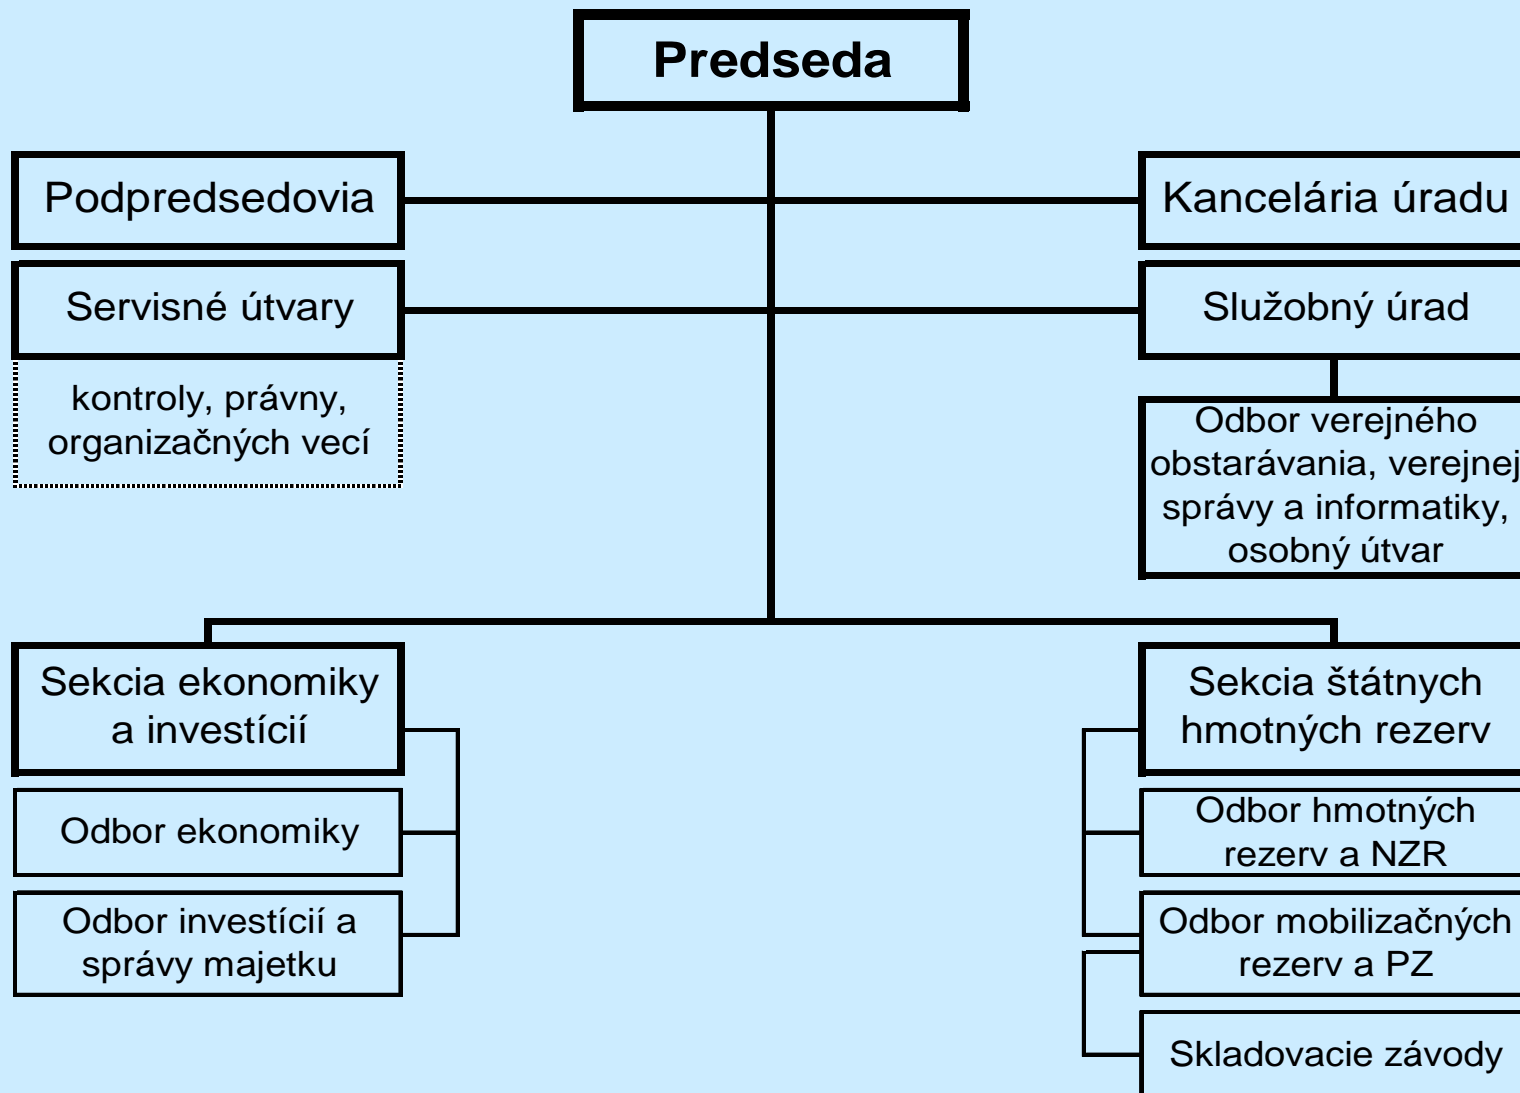 Predseda
Podpredsedovia
Kancelária úradu
Servisné útvary
Služobný úrad
kontroly, právny,
organizačných vecí
Odbor verejného
obstarávania, verejnej
správy a informatiky,
osobný útvar
Sekcia ekonomiky
a investícií
Sekcia štátnych
hmotných rezerv
Odbor ekonomiky
Odbor hmotných
rezerv a NZR
Odbor investícií a
správy majetku
Odbor mobilizačných
rezerv a PZ
Skladovacie závody